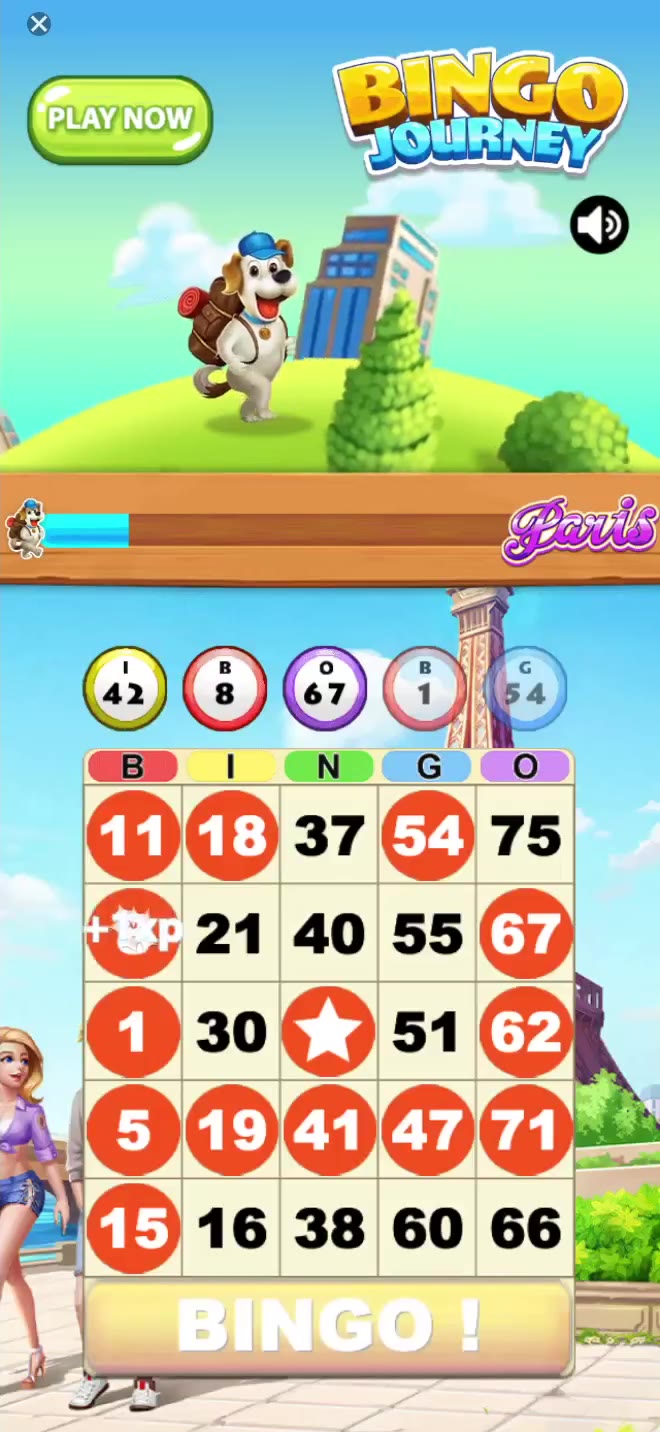 PLAY NOW
BINGO
JOURNEY
Paris
I B O B G
42 8 67 1 54
B I N G O
11 18 37 54 75
21 40 55 67
1 30 51 62
5 19 41 47 71
15 16 38 60 66
BINGO !